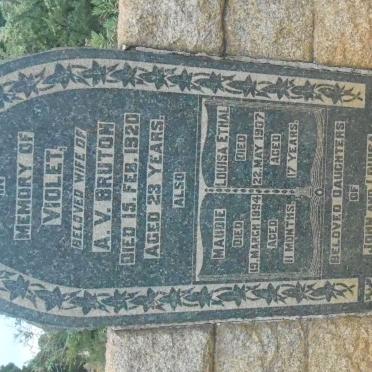 MEMORY OF
VIOLET,
BELOVED WIFE OF
A. V. BRUTON
DIED 15. FEB. 1920
AGED 23 YEARS.
ALSO
MAUDIE
DIED
19. MARCH 1894
AGED
11 MONTHS.
LOUISA ETHEL
DIED
22. MAY 1907
AGED
17 YEARS.
BELOVED DAUGHTERS
OF